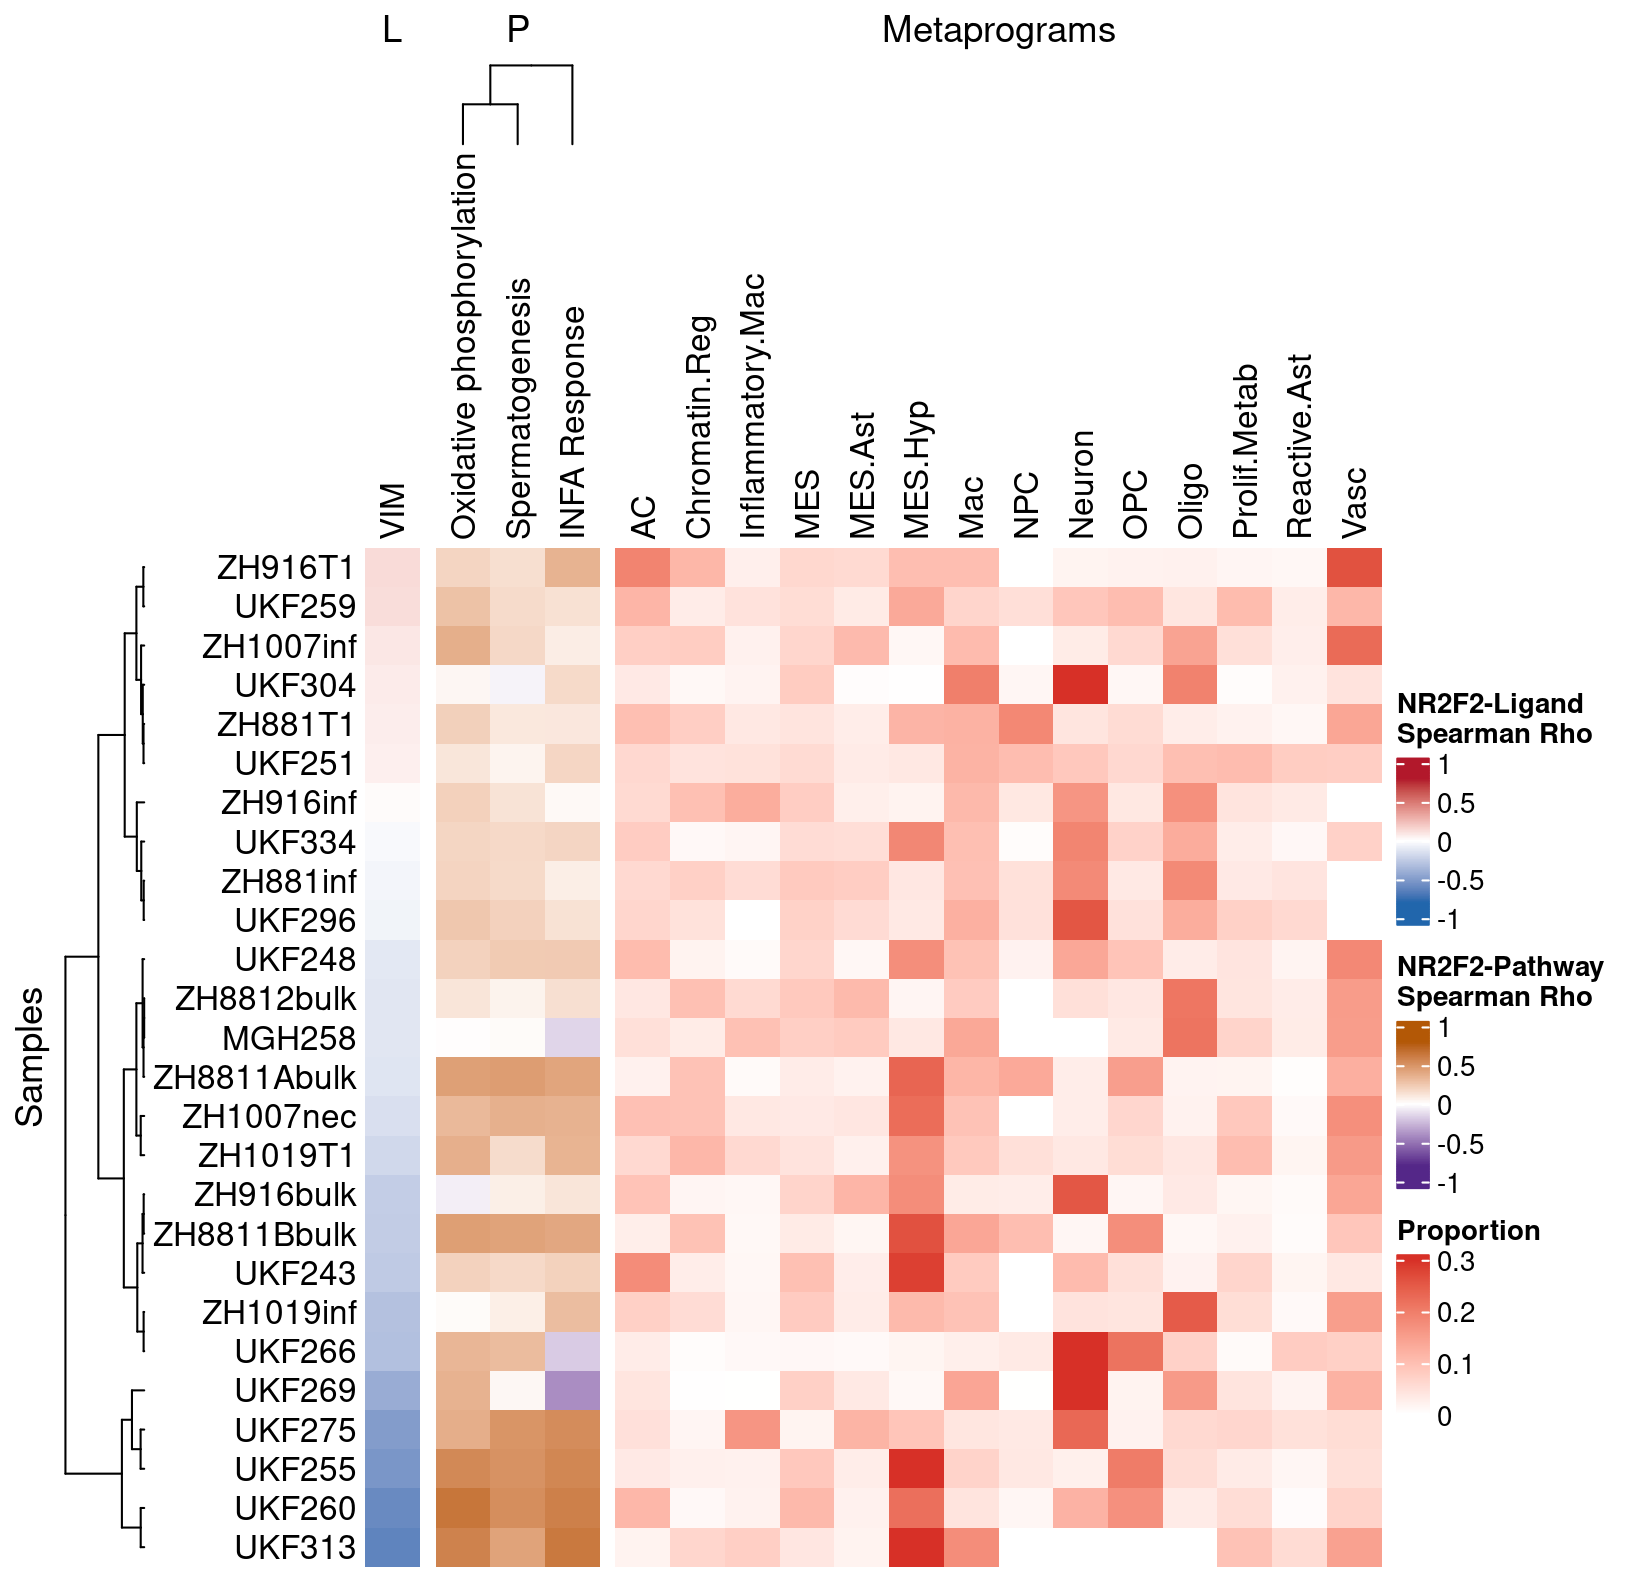 L
P
Metaprograms
VIM
Oxidative phosphorylation
Spermatogenesis
INFA Response
AC
Chromatin.Reg
Inflammatory.Mac
MES
MES.Ast
MES.Hyp
Mac
NPC
Neuron
OPC
Oligo
Prolif.Metab
Reactive.Ast
Vasc
Samples
ZH916T1
UKF259
ZH1007inf
UKF304
ZH881T1
UKF251
ZH916inf
UKF334
ZH881inf
UKF296
UKF248
ZH8812bulk
MGH258
ZH8811Abulk
ZH1007nec
ZH1019T1
ZH916bulk
ZH8811Bbulk
UKF243
ZH1019inf
UKF266
UKF269
UKF275
UKF255
UKF260
UKF313
NR2F2-Ligand
Spearman Rho
1
0.5
0
-0.5
-1
NR2F2-Pathway
Spearman Rho
1
0.5
0
-0.5
-1
Proportion
0.3
0.2
0.1
0